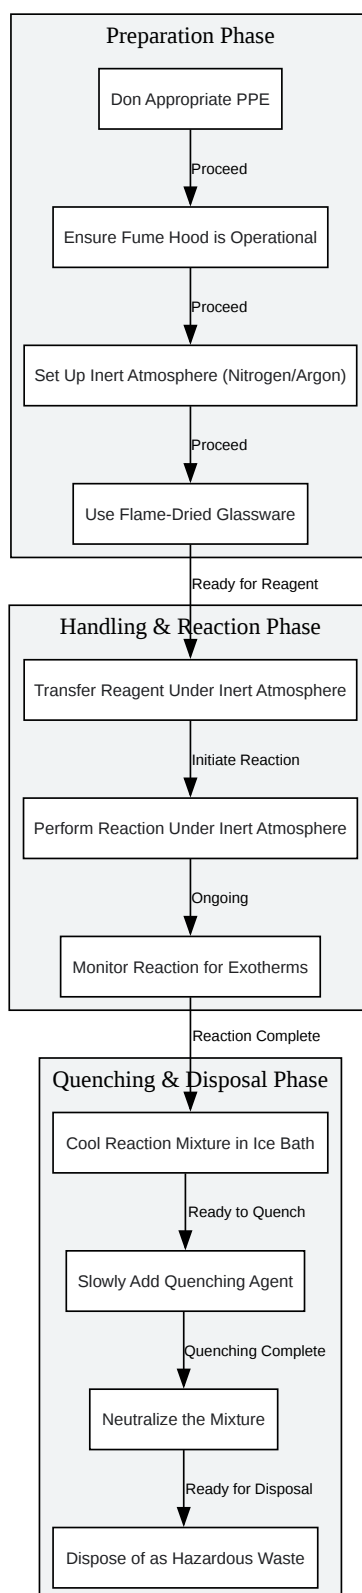 Preparation Phase
Don Appropriate PPE
Proceed
Ensure Fume Hood is Operational
Proceed
Set Up Inert Atmosphere (Nitrogen/Argon)
Proceed
Use Flame-Dried Glassware
Ready for Reagent
Handling & Reaction Phase
Transfer Reagent Under Inert Atmosphere
Initiate Reaction
Perform Reaction Under Inert Atmosphere
Ongoing
Monitor Reaction for Exotherms
Reaction Complete
Quenching & Disposal Phase
Cool Reaction Mixture in Ice Bath
Ready to Quench
Slowly Add Quenching Agent
Quenching Complete
Neutralize the Mixture
Ready for Disposal
Dispose of as Hazardous Waste